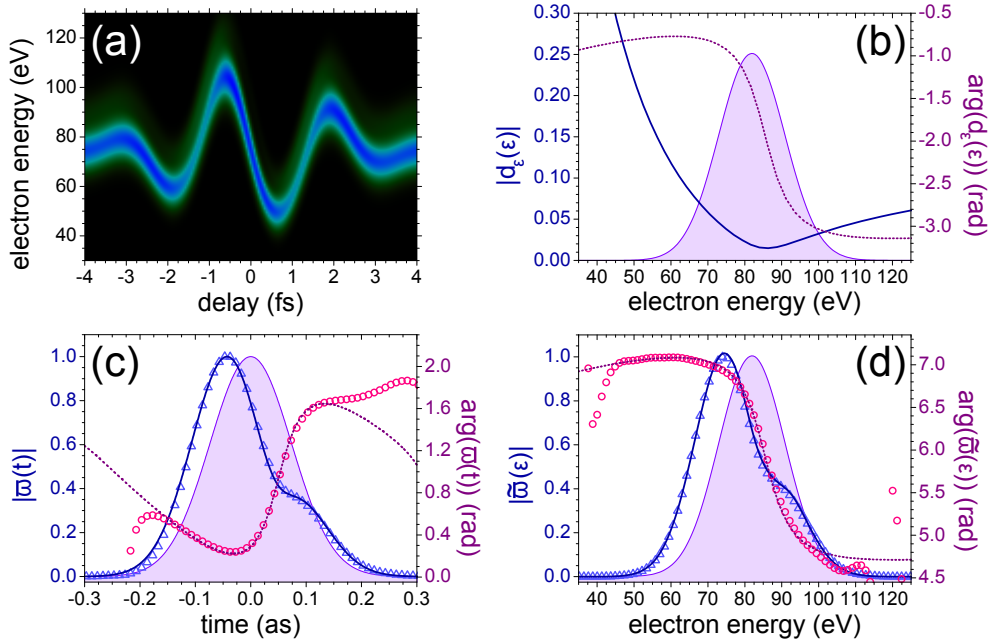 (a)
electron energy (eV)
120
100
80
60
40
-4 -3 -2 -1 0 1 2 3 4
delay (fs)
(b)
|dε(ε)|
0.30
0.25
0.20
0.15
0.10
0.05
0.00
40 50 60 70 80 90 100 110 120
electron energy (eV)
-0.5
-1.0
-1.5
-2.0
-2.5
-3.0
arg(dε(ε)) (rad)
(c)
|ϖ(t)|
1.0
0.8
0.6
0.4
0.2
0.0
-0.3 -0.2 -0.1 0.0 0.1 0.2 0.3
time (as)
2.0
1.6
1.2
0.8
0.4
0.0
arg(ϖ(t)) (rad)
(d)
|ϖ̃(ε)|
1.0
0.8
0.6
0.4
0.2
0.0
40 50 60 70 80 90 100 110 120
electron energy (eV)
7.0
6.5
6.0
5.5
5.0
4.5
arg(ϖ̃(ε)) (rad)